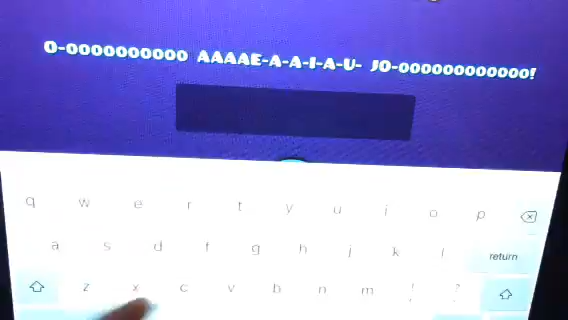 O-OOOOOOOOOO AAAAE-A-A-I-A-U- JO-OOOOOOOOOOOO!
q w e r t y u i o p
a s d f g h j k l return
z x c v b n m ! ?